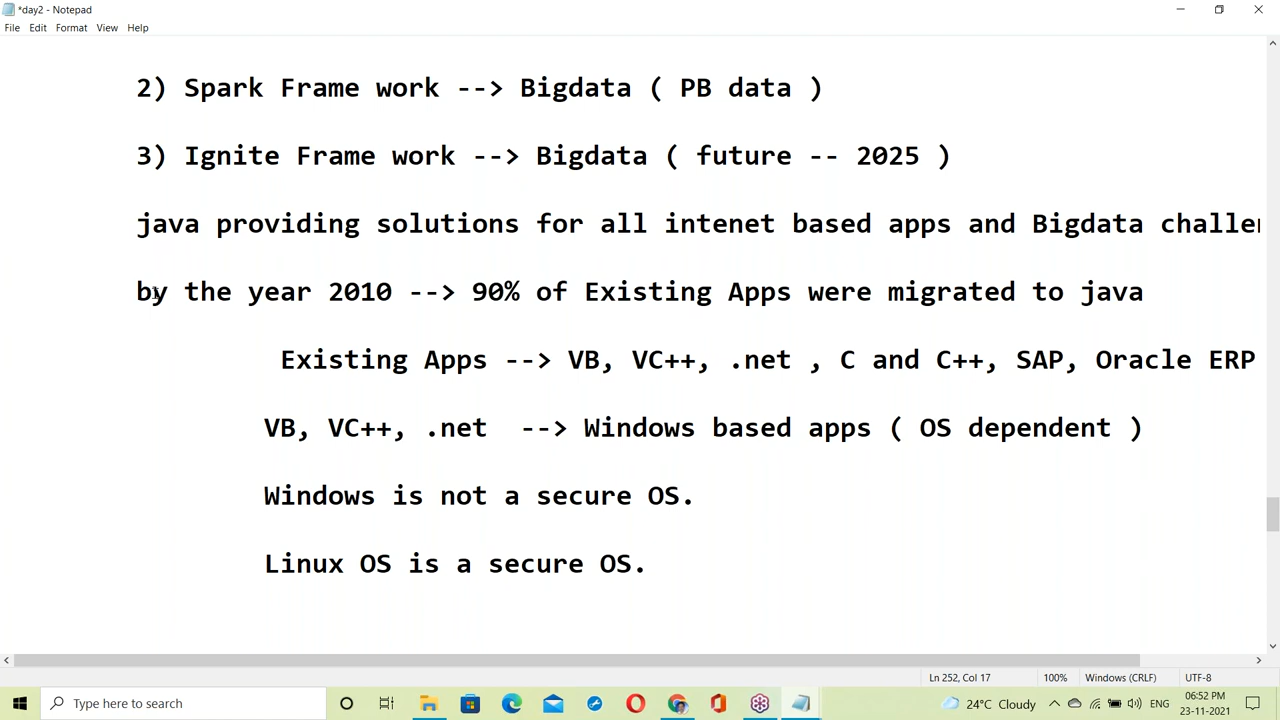 *day2 - Notepad
File Edit Format View Help
2) Spark Frame work --> Bigdata ( PB data )
3) Ignite Frame work --> Bigdata ( future -- 2025 )
java providing solutions for all intenet based apps and Bigdata challen
by the year 2010 --> 90% of Existing Apps were migrated to java
Existing Apps --> VB, VC++, .net , C and C++, SAP, Oracle ERP
VB, VC++, .net --> Windows based apps ( OS dependent )
Windows is not a secure OS.
Linux OS is a secure OS.
Ln 252, Col 17 100% Windows (CRLF) UTF-8
Type here to search 24°C Cloudy ENG 06:52 PM
23-11-2021